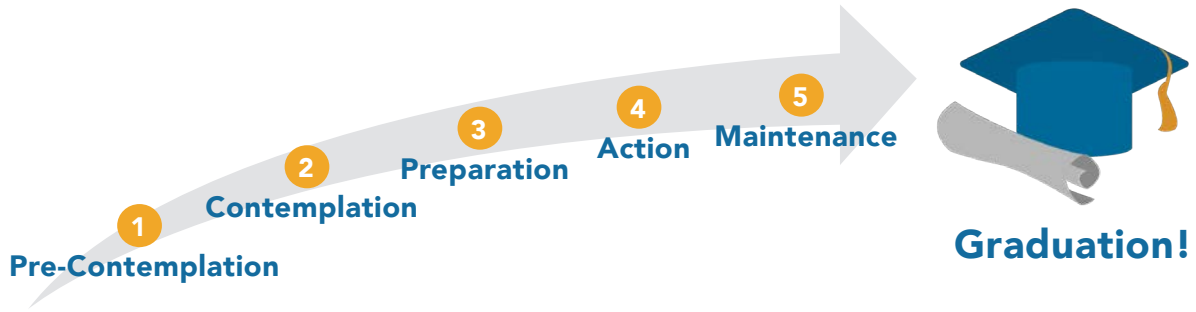 1
Pre-Contemplation
2
Contemplation
3
Preparation
4
Action
5
Maintenance
Graduation!